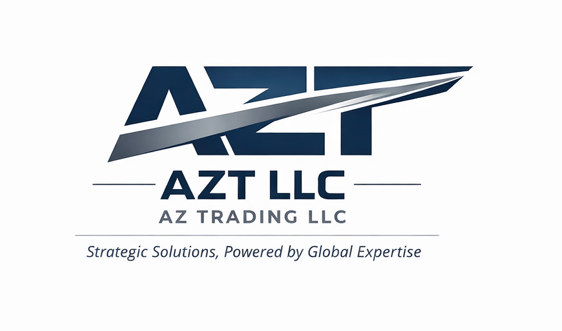 AZT
AZT LLC
AZ TRADING LLC
Strategic Solutions, Powered by Global Expertise